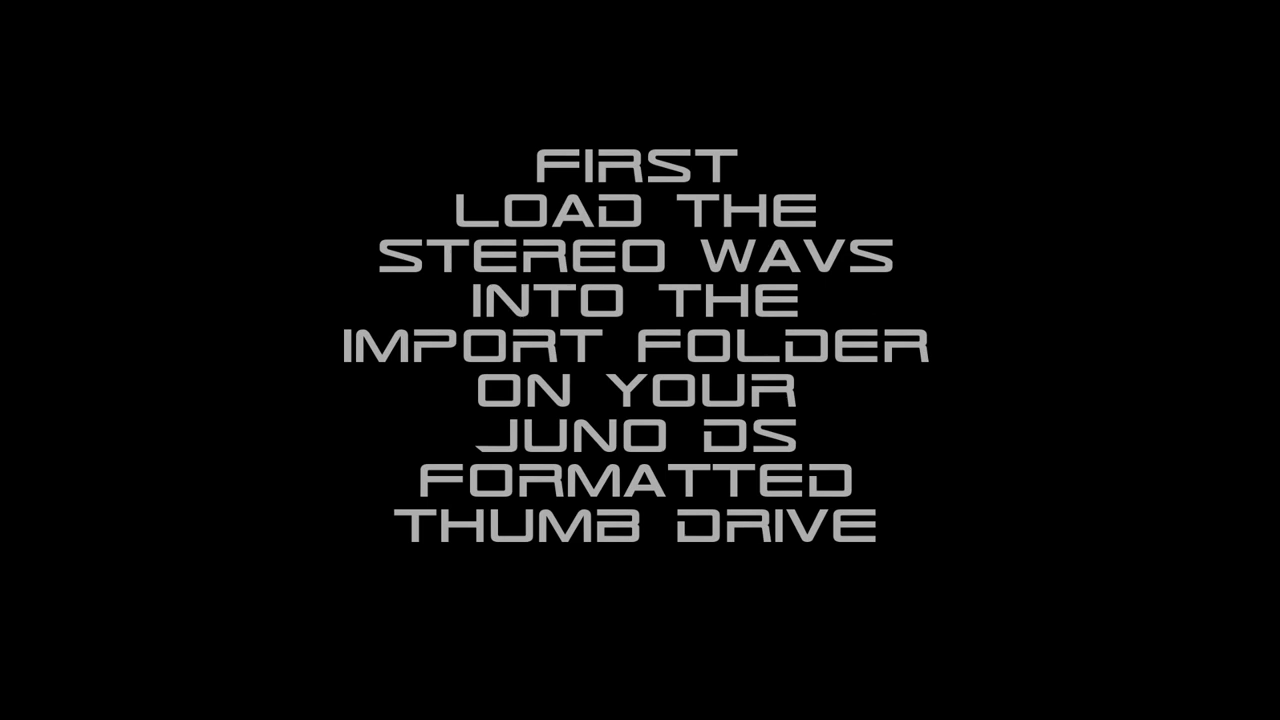 FIRST
LOAD THE
STEREO WAVS
INTO THE
IMPORT FOLDER
ON YOUR
JUNO DS
FORMATTED
THUMB DRIVE